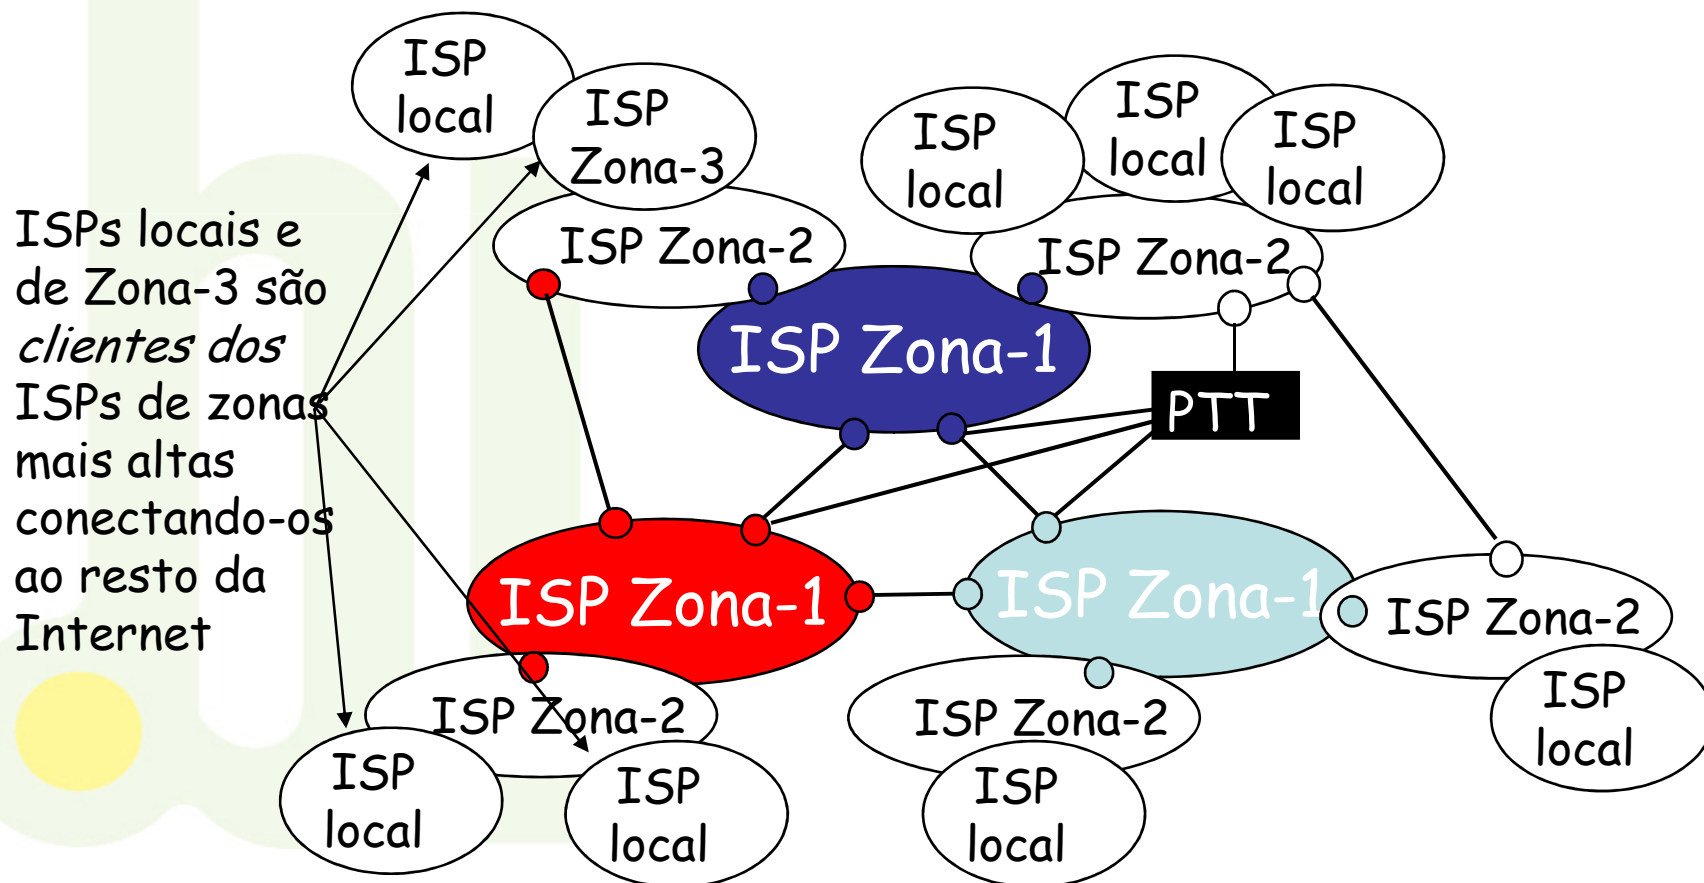 ISPs locais e
de Zona-3 são
clientes dos
ISPs de zonas
mais altas
conectando-os
ao resto da
Internet
ISP
local
ISP
Zona-3
ISP Zona-2
ISP
local
ISP
local
ISP
local
ISP Zona-2
ISP Zona-1
PTT
ISP Zona-1
ISP Zona-1
ISP Zona-2
ISP
local
ISP Zona-2
ISP
local
ISP
local
ISP Zona-2
ISP
local